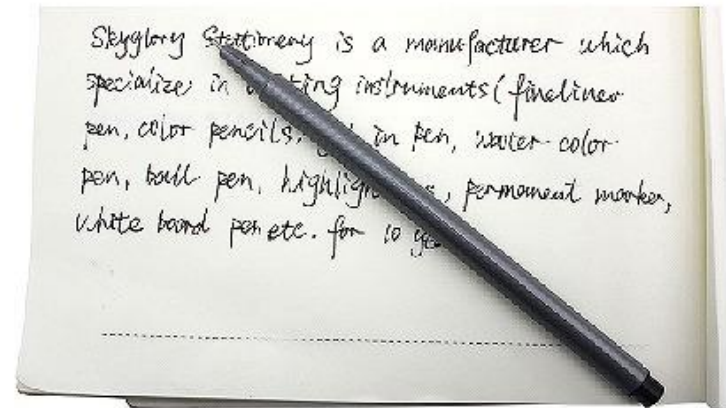 Skyglory Stationery is a manufacturer which
specialize in writing instruments (fineliner
pen, color pencils, in pen, water color
pen, ball pen, highlight, permanent marker,
white board pen etc. for 10